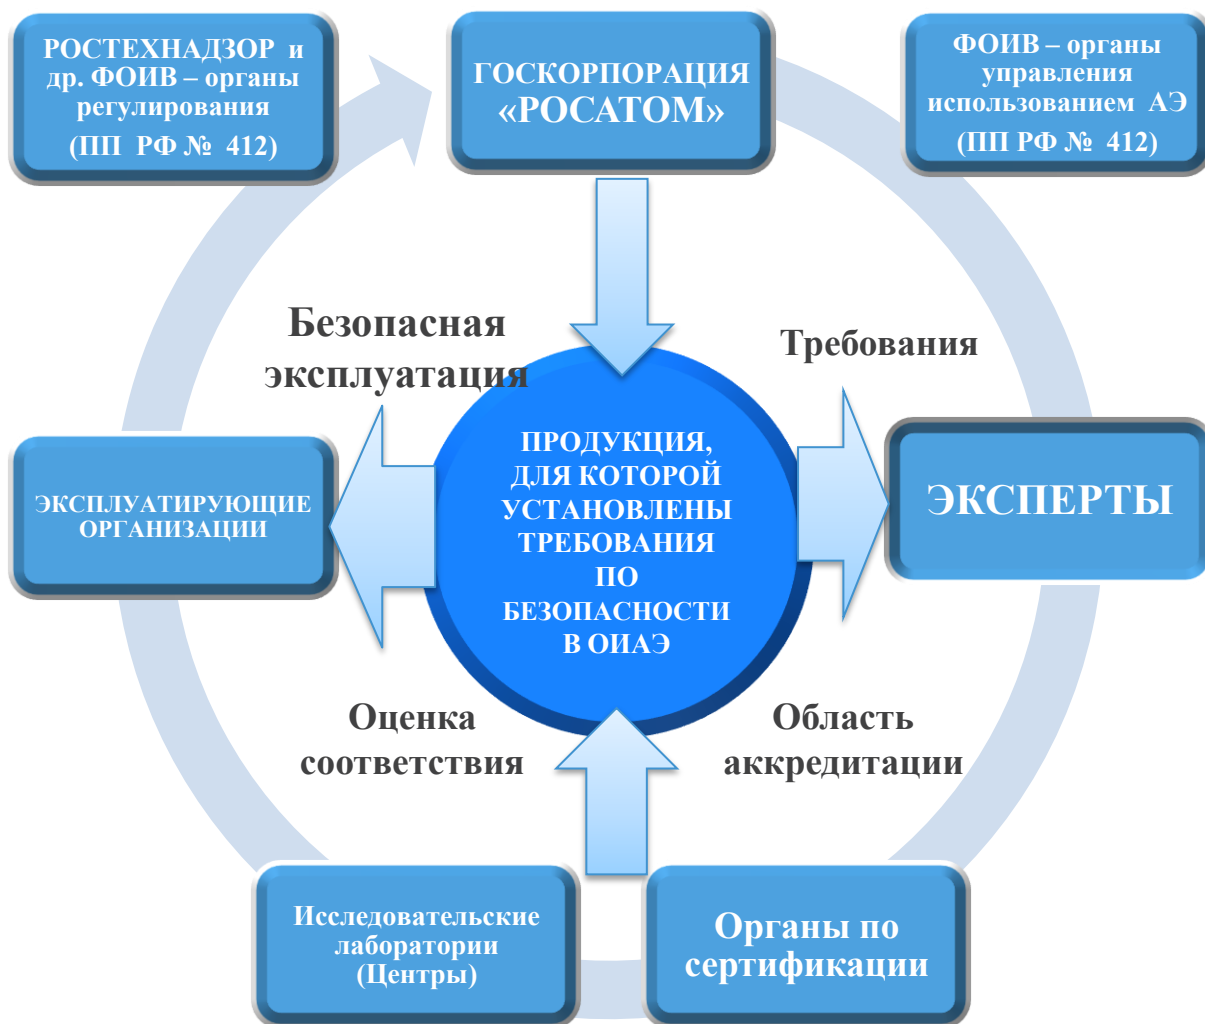 РОСТЕХНАДЗОР и
др. ФОИВ – органы
регулирования
(ПП РФ № 412)
ГОСКОРПОРАЦИЯ
«РОСАТОМ»
ФОИВ – органы
управления
использованием АЭ
(ПП РФ № 412)
Безопасная
эксплуатация
Требования
ЭКСПЛУАТИРУЮЩИЕ
ОРГАНИЗАЦИИ
ПРОДУКЦИЯ,
ДЛЯ КОТОРОЙ
УСТАНОВЛЕНЫ
ТРЕБОВАНИЯ
ПО
БЕЗОПАСНОСТИ
В ОИАЭ
ЭКСПЕРТЫ
Оценка
соответствия
Область
аккредитации
Исследовательские
лаборатории
(Центры)
Органы по
сертификации